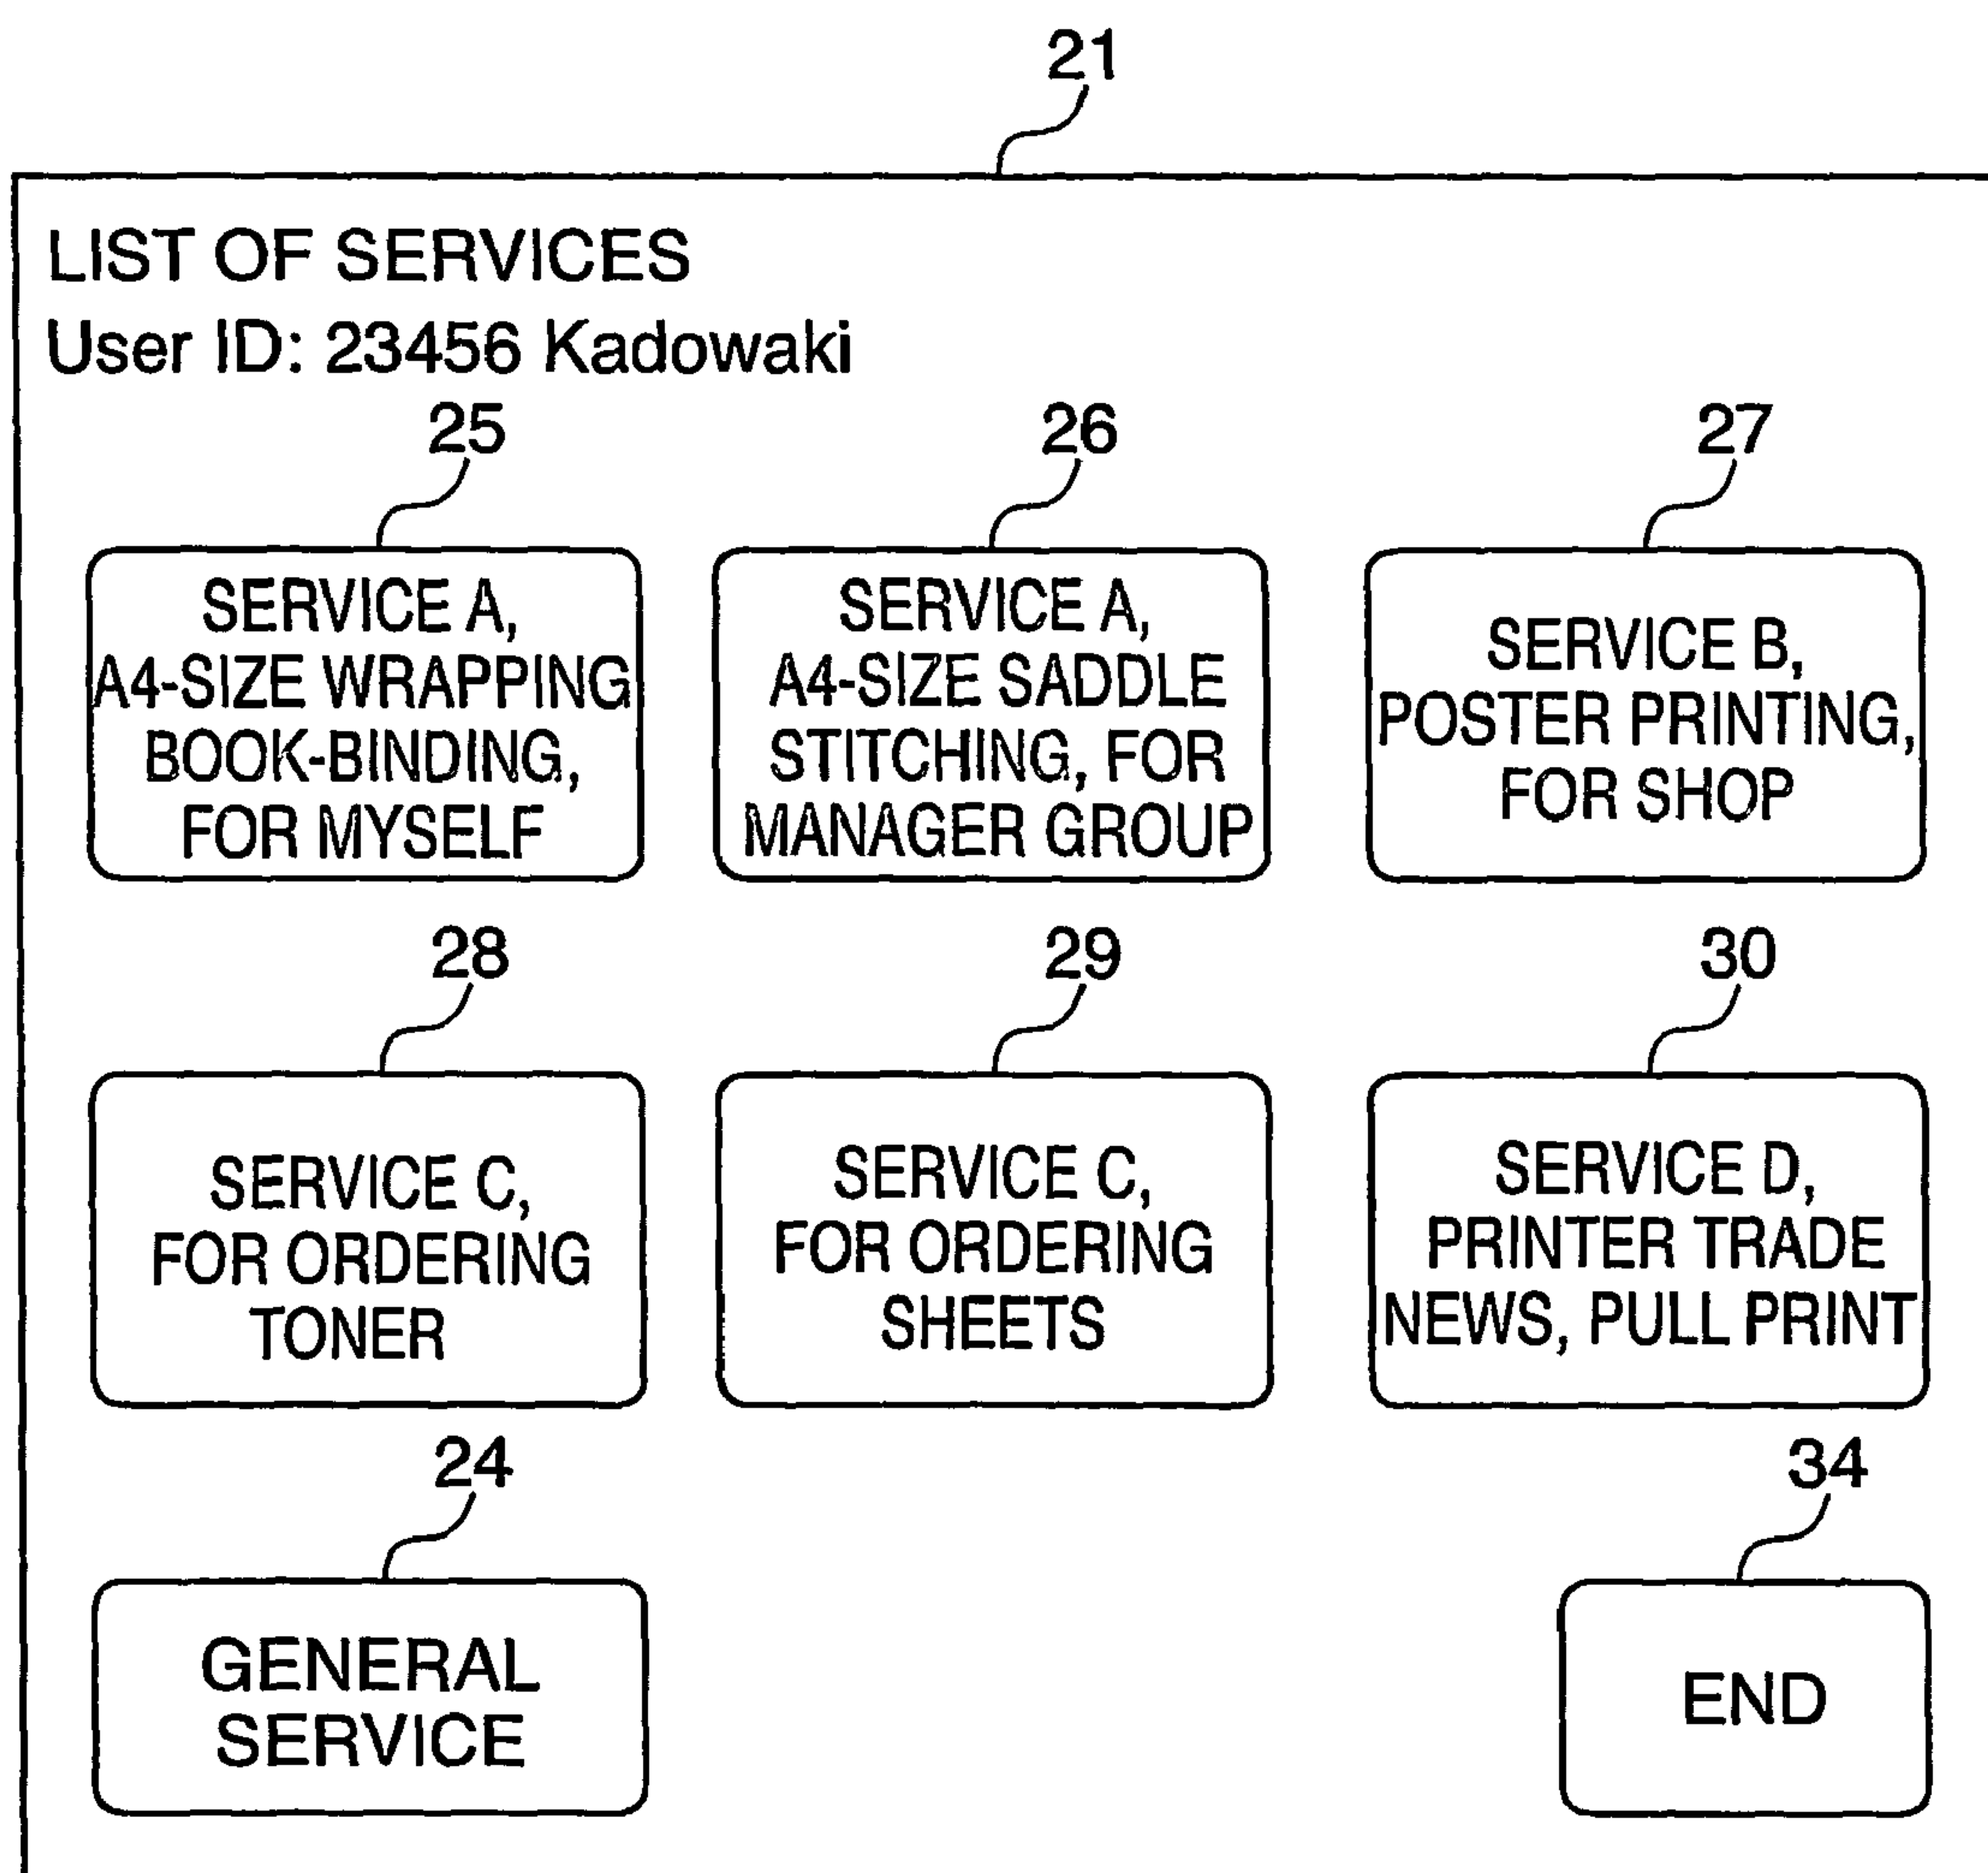 21
LIST OF SERVICES
User ID: 23456 Kadowaki
25
26
27
SERVICE A,
A4-SIZE WRAPPING
BOOK-BINDING,
FOR MYSELF
SERVICE A,
A4-SIZE SADDLE
STITCHING, FOR
MANAGER GROUP
SERVICE B,
POSTER PRINTING,
FOR SHOP
28
29
30
SERVICE C,
FOR ORDERING
TONER
SERVICE C,
FOR ORDERING
SHEETS
SERVICE D,
PRINTER TRADE
NEWS, PULL PRINT
24
34
GENERAL
SERVICE
END